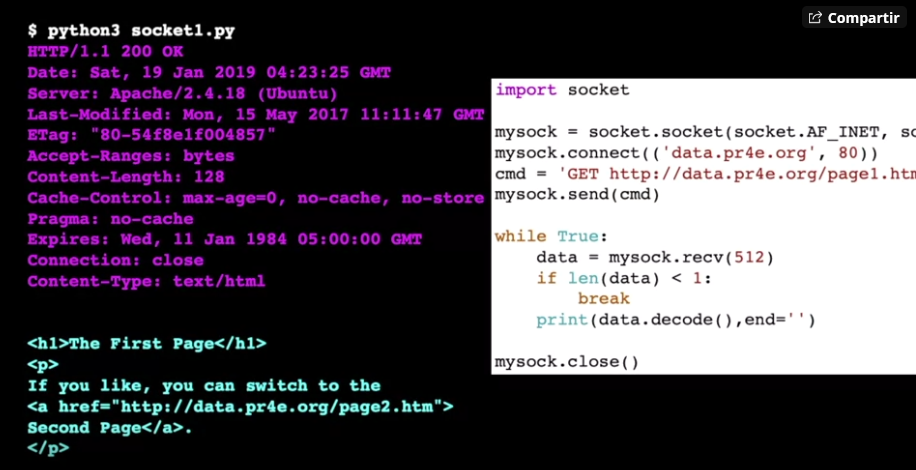 Compartir
$ python3 socket1.py
HTTP/1.1 200 OK
Date: Sat, 19 Jan 2019 04:23:25 GMT
Server: Apache/2.4.18 (Ubuntu)
Last-Modified: Mon, 15 May 2017 11:11:47 GMT
ETag: "80-54f8e1f004857"
Accept-Ranges: bytes
Content-Length: 128
Cache-Control: max-age=0, no-cache, no-store
Pragma: no-cache
Expires: Wed, 11 Jan 1984 05:00:00 GMT
Connection: close
Content-Type: text/html
<h1>The First Page</h1>
<p>
If you like, you can switch to the
<a href="http://data.pr4e.org/page2.htm">
Second Page</a>.
</p>
import socket
mysock = socket.socket(socket.AF_INET,
mysock.connect(('data.pr4e.org', 80))
cmd = 'GET http://data.pr4e.org/page1.htm
mysock.send(cmd)
while True:
data = mysock.recv(512)
if len(data) < 1:
break
print(data.decode(),end='')
mysock.close()